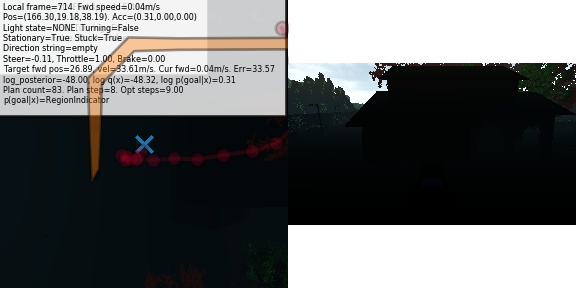 Local frame=714. Fwd speed=0.04m/s
Pos=(166.30,19.18,38.19). Acc=(0.31,0.00,0.00)
Light state=NONE: Turning=False
Stationary=True: Stuck=True
Direction string=empty
Steer=-0.11, Throttle=1.00, Brake=0.00
Target fwd pos=26.89, vel=33.61m/s. Cur fwd=0.04m/s. Err=33.57
log_posterior=-48.00. log q(x)=-48.32, log p(goal|x)=0.31
Plan count=83. Plan step=8. Opt steps=9.00
p(goal|x)=RegionIndicator